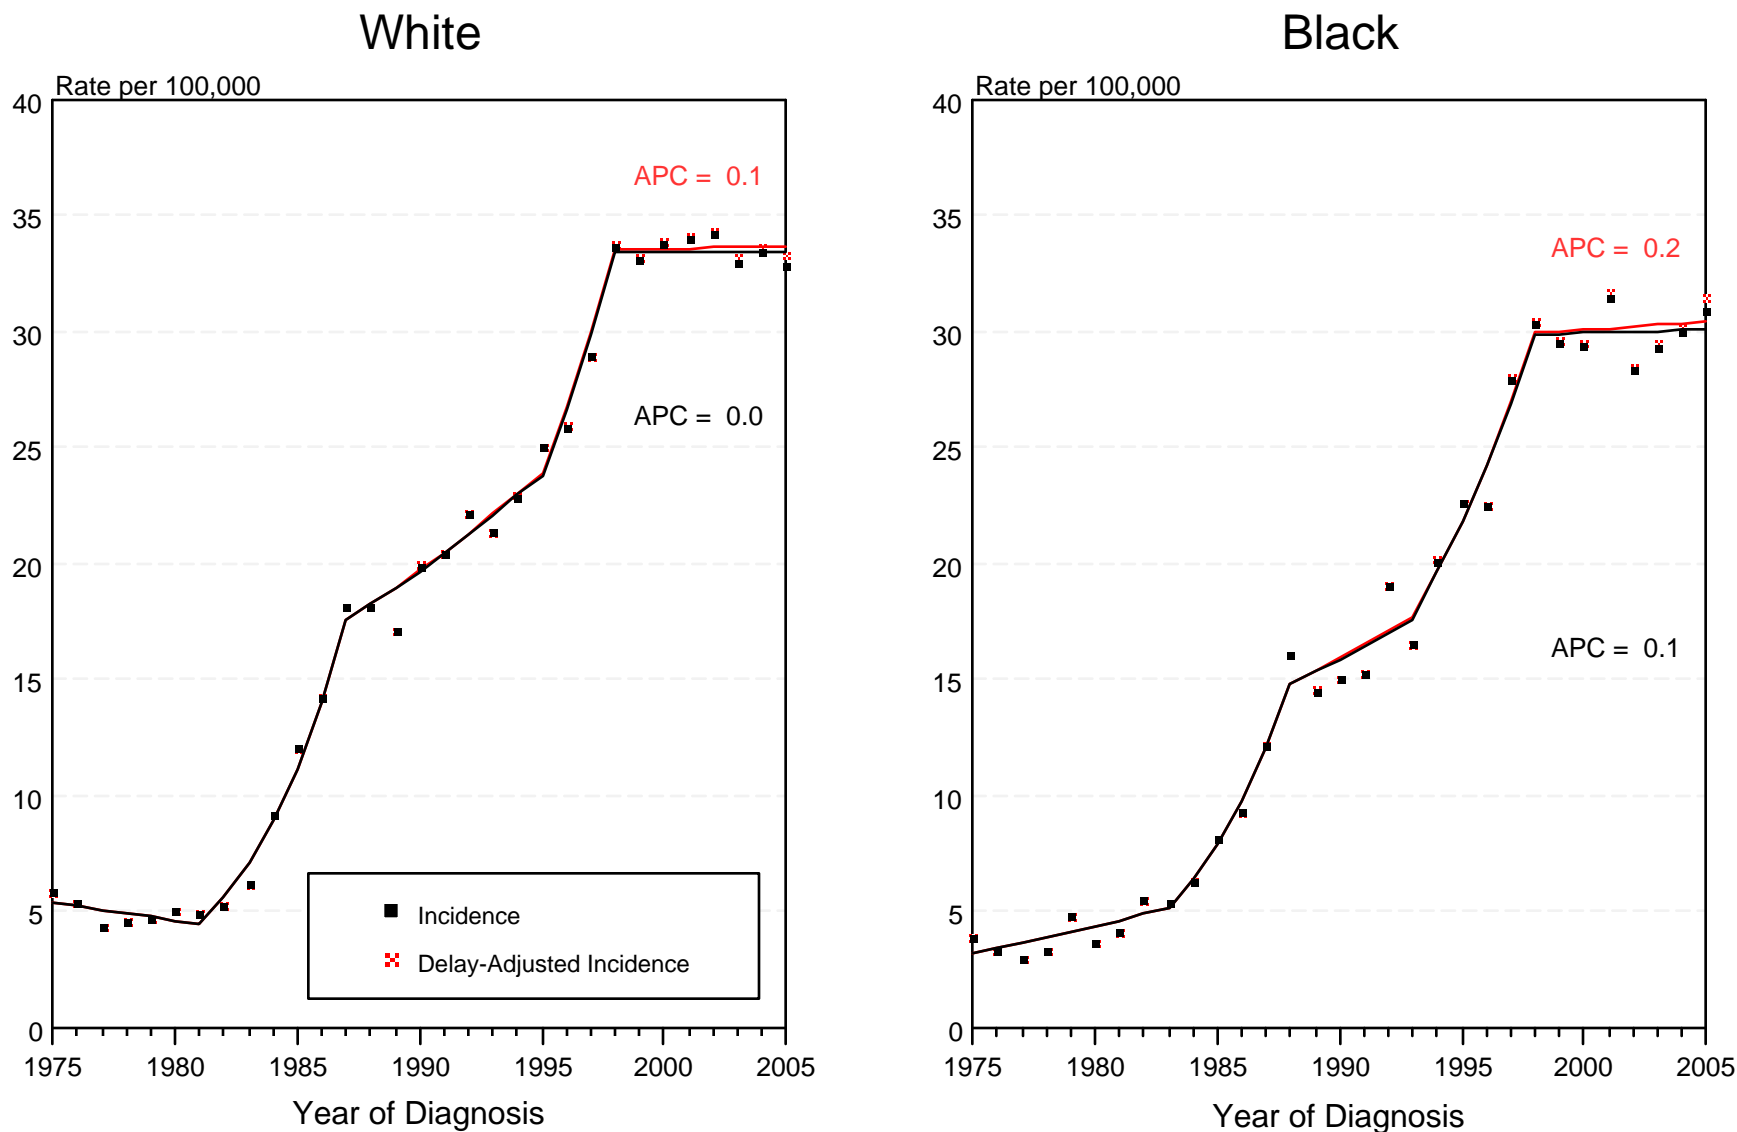 White
Rate per 100,000
40
35
30
25
20
15
10
5
0
APC = 0.1
APC = 0.0
Incidence
Delay-Adjusted Incidence
1975 1980 1985 1990 1995 2000 2005
Year of Diagnosis
Black
Rate per 100,000
40
35
30
25
20
15
10
5
0
APC = 0.2
APC = 0.1
1975 1980 1985 1990 1995 2000 2005
Year of Diagnosis